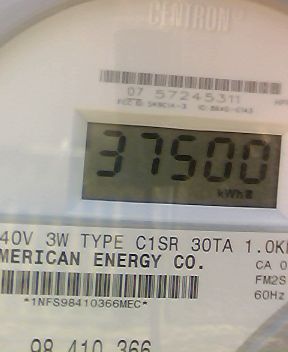 CENTRON
07 57245311
37500
kWh
40V 3W TYPE C1SR 30TA 1.0K
MERICAN ENERGY CO.
CA 0
FM2S
60Hz
*1NFS98410366MEC*
98 410 366